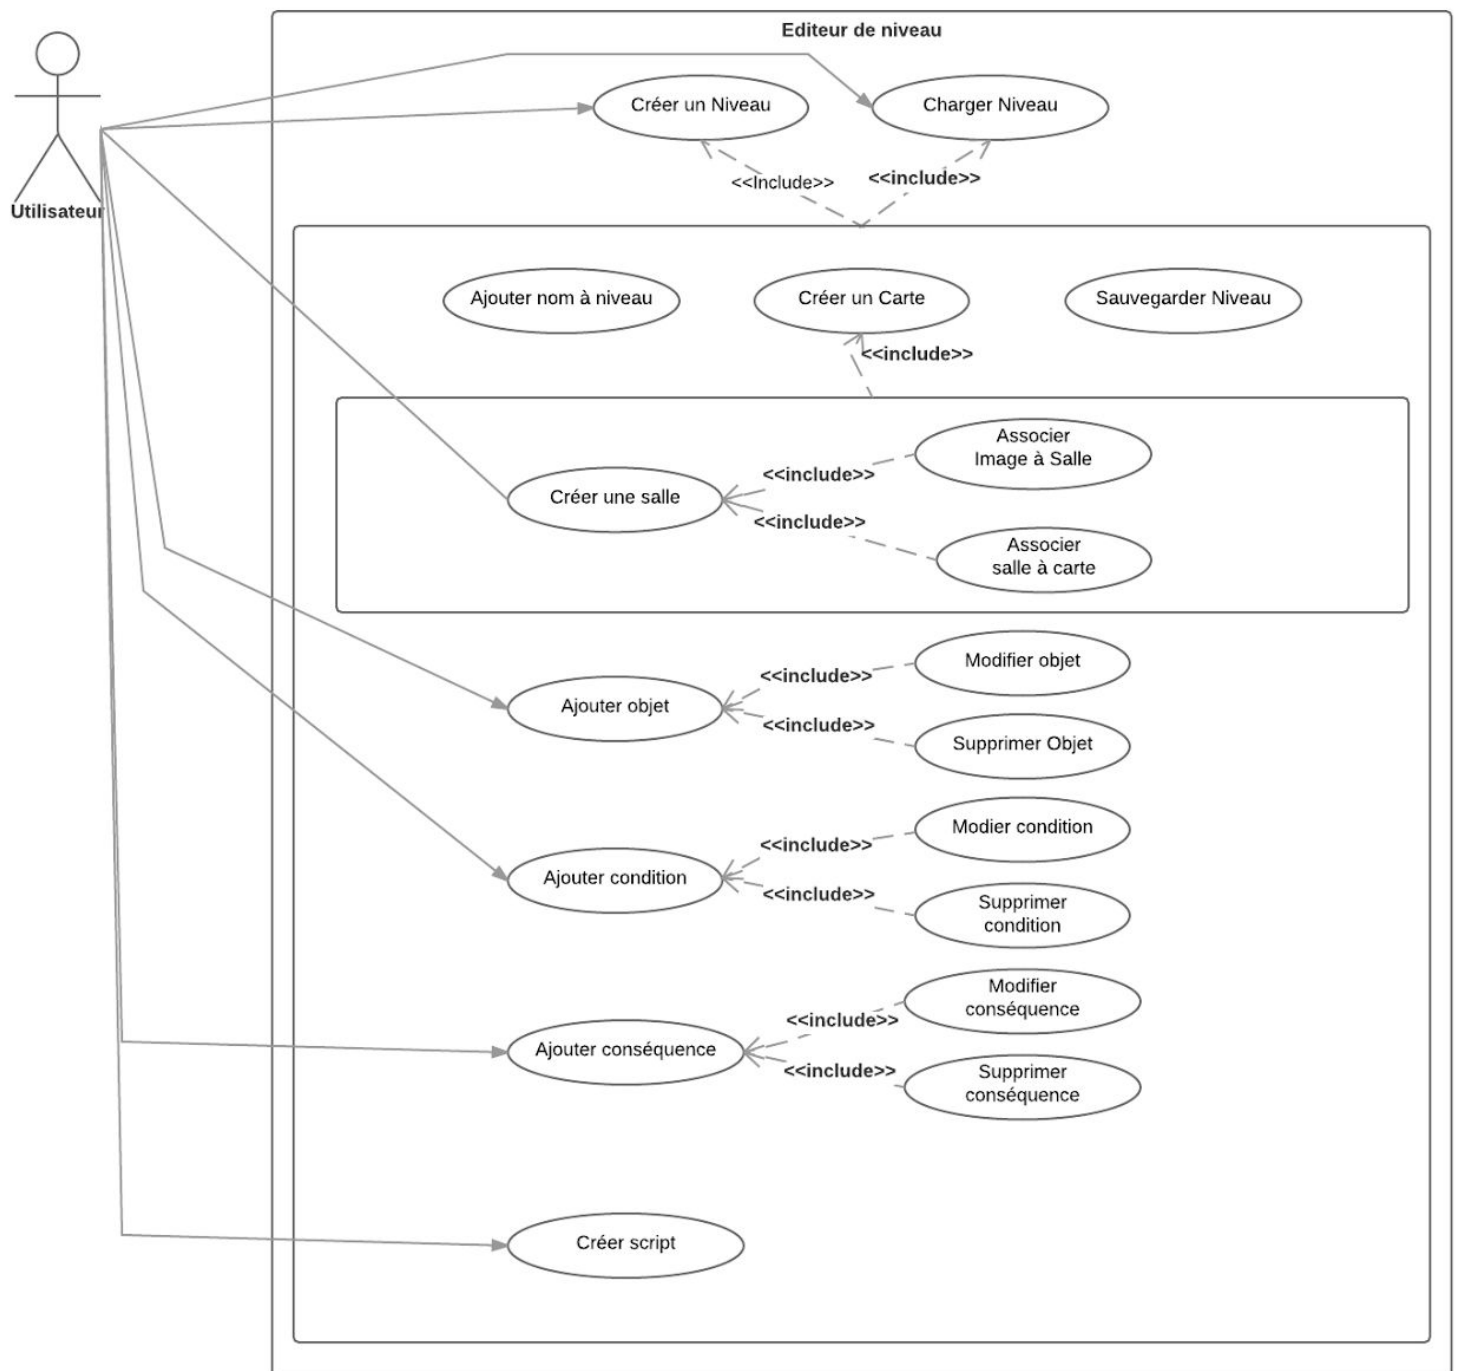 Editeur de niveau
Créer un Niveau
Charger Niveau
<<Include>>
<<include>>
Utilisateur
Ajouter nom à niveau
Créer un Carte
Sauvegarder Niveau
<<include>>
Associer
Image à Salle
<<include>>
Créer une salle
<<include>>
Associer
salle à carte
Modifier objet
<<include>>
Ajouter objet
<<include>>
Supprimer Objet
Modier condition
<<include>>
Ajouter condition
<<include>>
Supprimer
condition
Modifier
conséquence
<<include>>
Ajouter conséquence
<<include>>
Supprimer
conséquence
Créer script